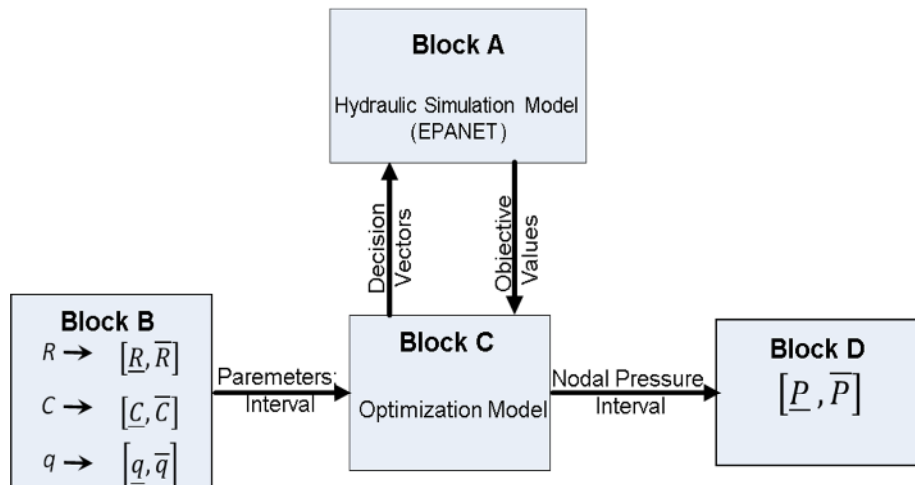 Block A
Hydraulic Simulation Model
(EPANET)
Decision
Vectors
Objective
Values
Block B
R → [R̲, R̅]
C → [C̲, C̅]
q → [q̲, q̅]
Paremeters;
Interval
Block C
Optimization Model
Nodal Pressure
Interval
Block D
[P̲ , P̅]